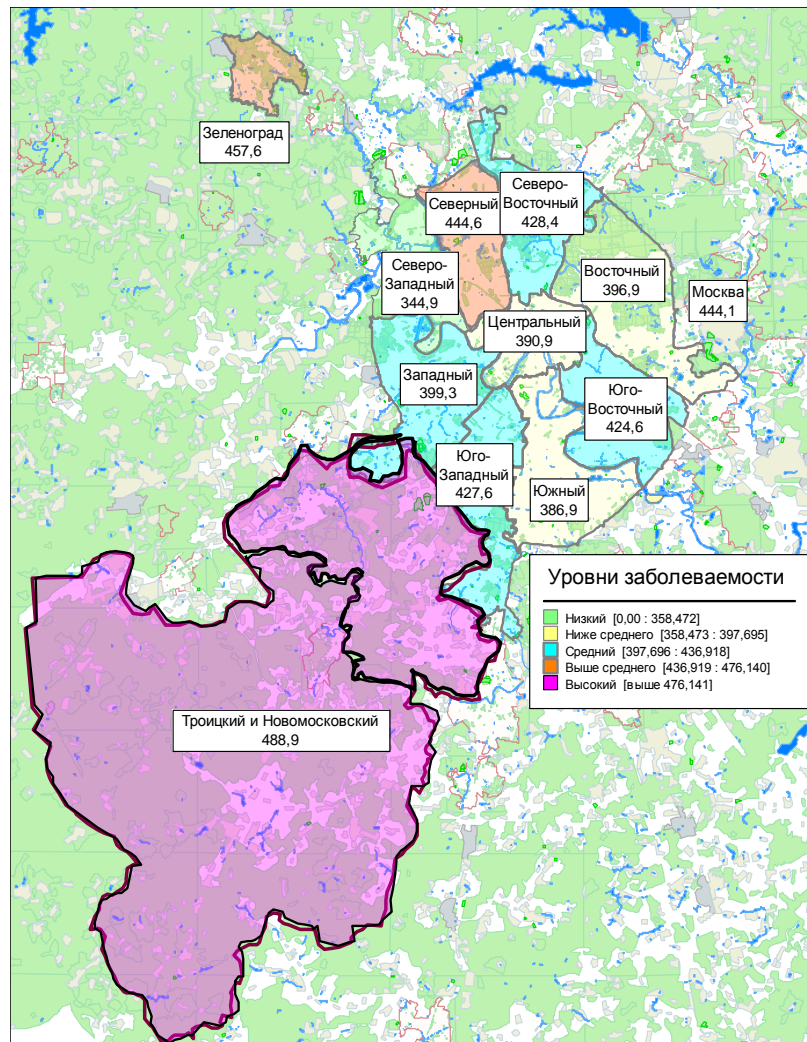 Зеленоград
457,6
Северный
444,6
Северо-
Восточный
428,4
Северо-
Западный
344,9
Восточный
396,9
Москва
444,1
Центральный
390,9
Западный
399,3
Юго-
Восточный
424,6
Юго-
Западный
427,6
Южный
386,9
Уровни заболеваемости
Низкий [0,00 : 358,472]
Ниже среднего [358,473 : 397,695]
Средний [397,696 : 436,918]
Выше среднего [436,919 : 476,140]
Высокий [выше 476,141]
Троицкий и Новомосковский
488,9